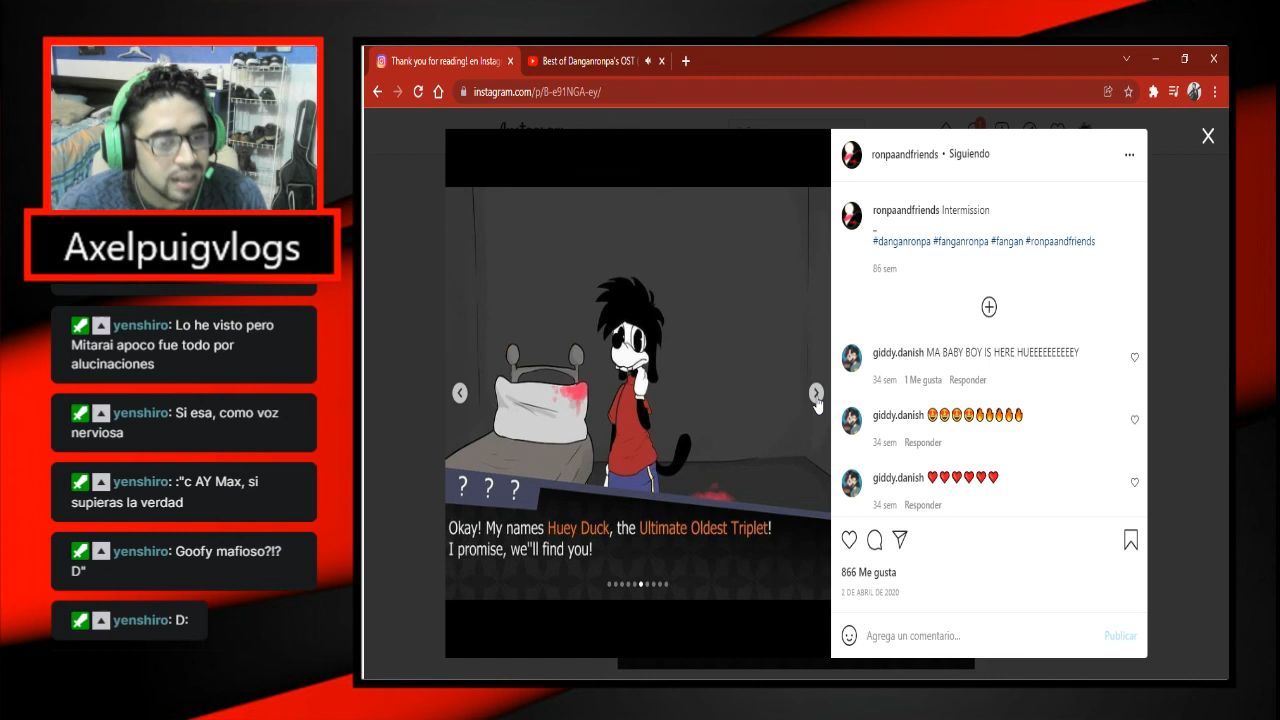 Axelpuigvlogs
yenshiro: Lo he visto pero
Mitarai apoco fue todo por
alucinaciones
yenshiro: Si esa, como voz
nerviosa
yenshiro: :"c AY Max, si
supieras la verdad
yenshiro: Goofy mafioso?!?
D"
yenshiro: D:
Thank you for reading! en Instag
Best of Danganronpa's OST (
instagram.com/p/B-e91NGA-ey/
? ? ?
Okay! My names Huey Duck, the Ultimate Oldest Triplet!
I promise, we"ll find you!
ronpaandfriends • Siguiendo
ronpaandfriends Intermission
_
#danganronpa #fanganronpa #fangan #ronpaandfriends
86 sem
giddy.danish MA BABY BOY IS HERE HUEEEEEEEEEY
34 sem 1 Me gusta Responder
giddy.danish 😍😍😍😍🔥🔥🔥🔥🔥
34 sem Responder
giddy.danish ♥♥♥♥♥♥
34 sem Responder
866 Me gusta
2 DE ABRIL DE 2020
Agrega un comentario...
Publicar